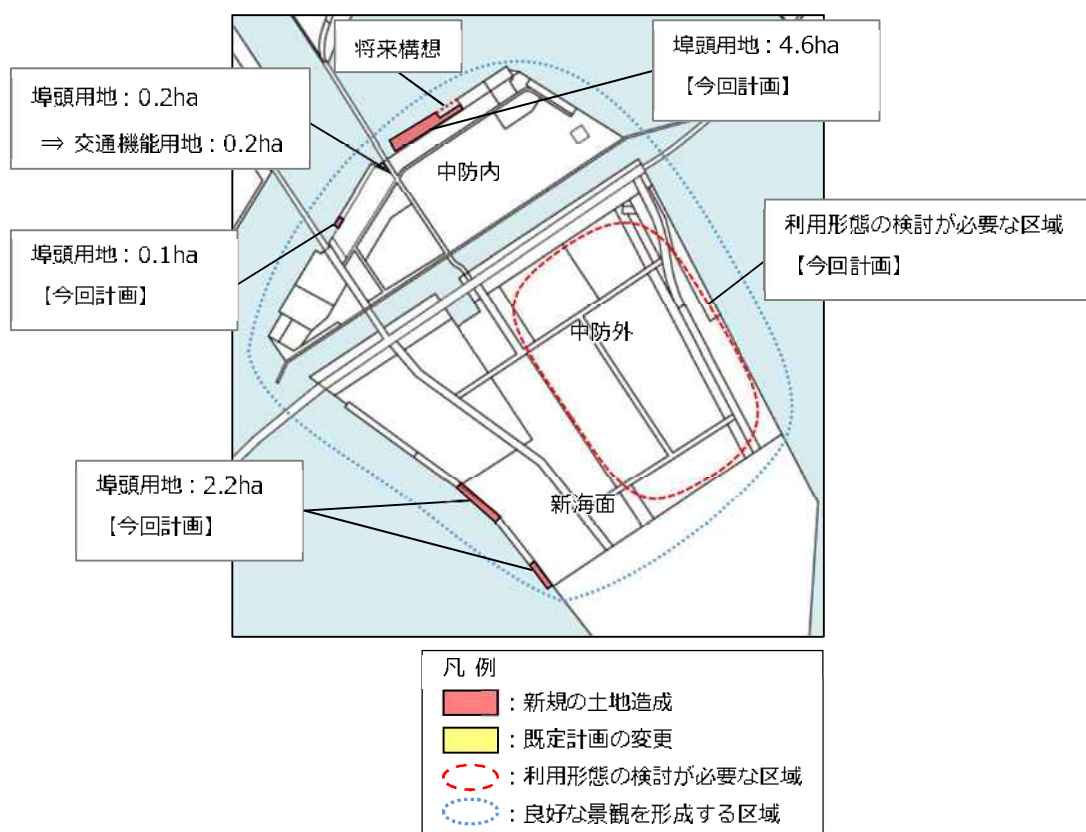 将来構想
埠頭用地：4.6ha
【今回計画】
埠頭用地：0.2ha
⇒ 交通機能用地：0.2ha
中防内
利用形態の検討が必要な区域
【今回計画】
埠頭用地：0.1ha
【今回計画】
中防外
埠頭用地：2.2ha
【今回計画】
新海面
凡 例
：新規の土地造成
：既定計画の変更
：利用形態の検討が必要な区域
：良好な景観を形成する区域